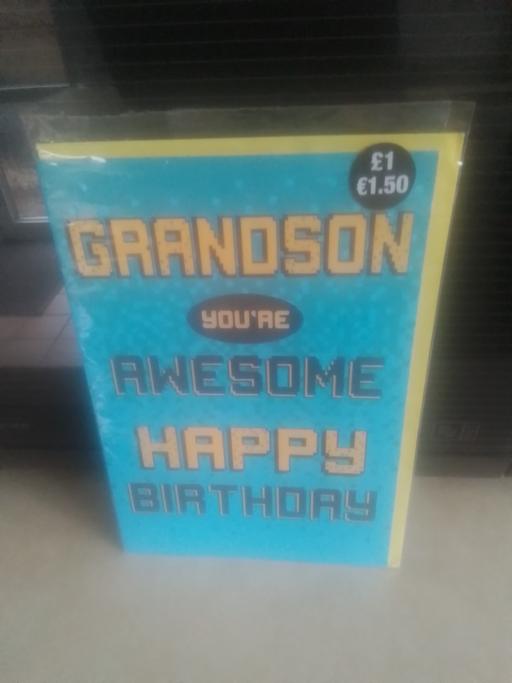 £1
€1.50
GRANDSON
YOU'RE
AWESOME
HAPPY
BIRTHDAY